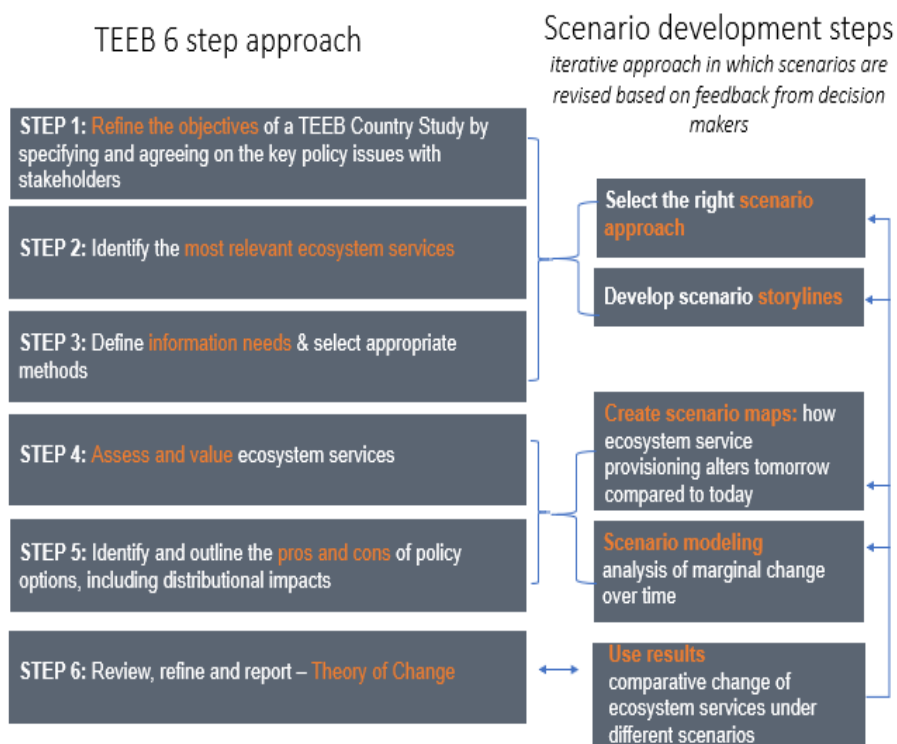 TEEB 6 step approach
STEP 1: Refine the objectives of a TEEB Country Study by
specifying and agreeing on the key policy issues with
stakeholders
STEP 2: Identify the most relevant ecosystem services
STEP 3: Define information needs & select appropriate
methods
STEP 4: Assess and value ecosystem services
STEP 5: Identify and outline the pros and cons of policy
options, including distributional impacts
STEP 6: Review, refine and report – Theory of Change
Scenario development steps
iterative approach in which scenarios are
revised based on feedback from decision
makers
Select the right scenario
approach
Develop scenario storylines
Create scenario maps: how
ecosystem service
provisioning alters tomorrow
compared to today
Scenario modeling
analysis of marginal change
over time
Use results
comparative change of
ecosystem services under
different scenarios